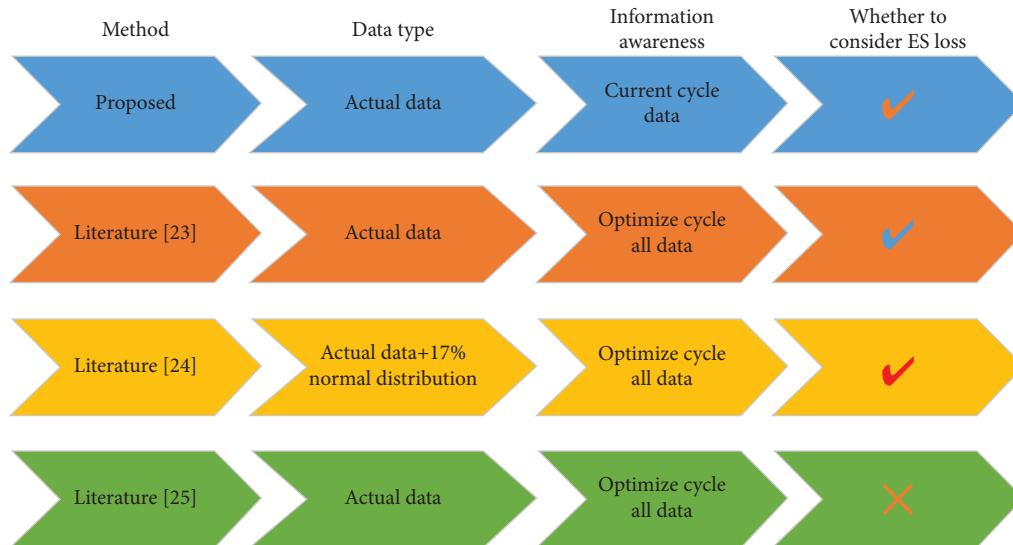 Method
Data type
Information
awareness
Whether to
consider ES loss
Proposed
Actual data
Current cycle
data
✔
Literature [23]
Actual data
Optimize cycle
all data
✔
Literature [24]
Actual data+17%
normal distribution
Optimize cycle
all data
✔
Literature [25]
Actual data
Optimize cycle
all data
×